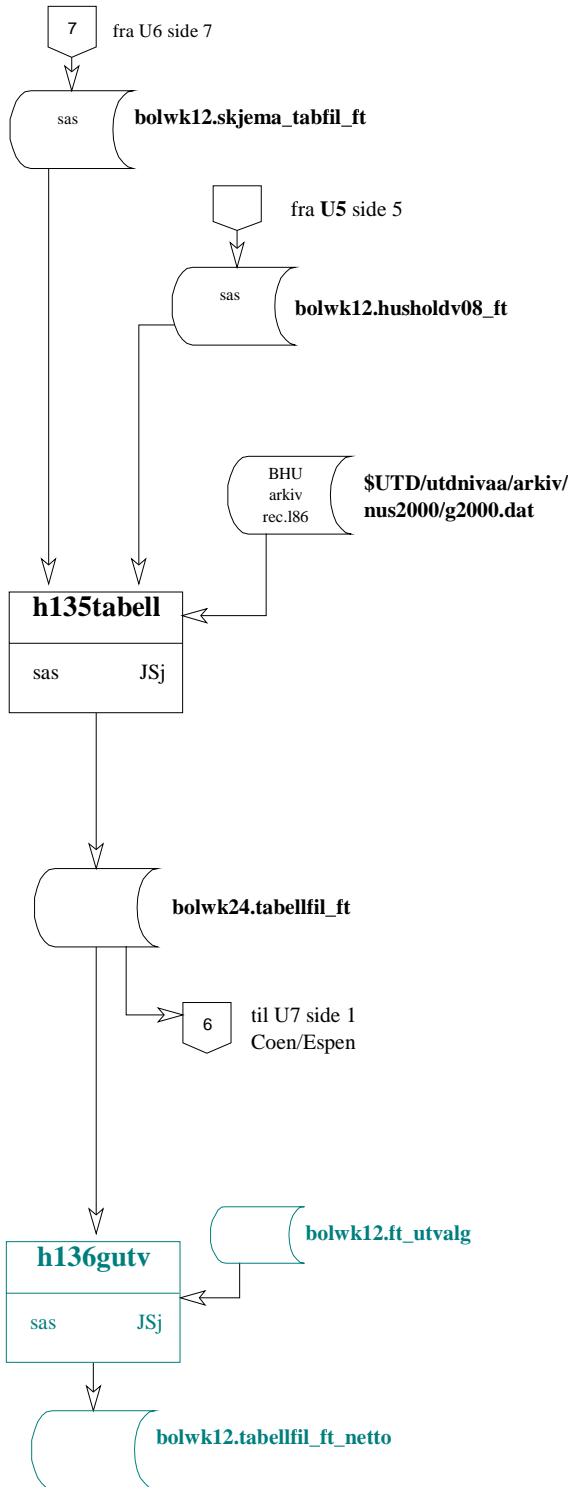 7
fra U6 side 7
sas
bolwk12.skjema_tabfil_ft
fra U5 side 5
sas
bolwk12.husholdv08_ft
BHU
arkiv
rec.l86
$UTD/utdnivaa/arkiv/
nus2000/g2000.dat
h135tabell
sas JSj
bolwk24.tabellfil_ft
6
til U7 side 1
Coen/Espen
bolwk12.ft_utvalg
h136gutv
sas JSj
bolwk12.tabellfil_ft_netto